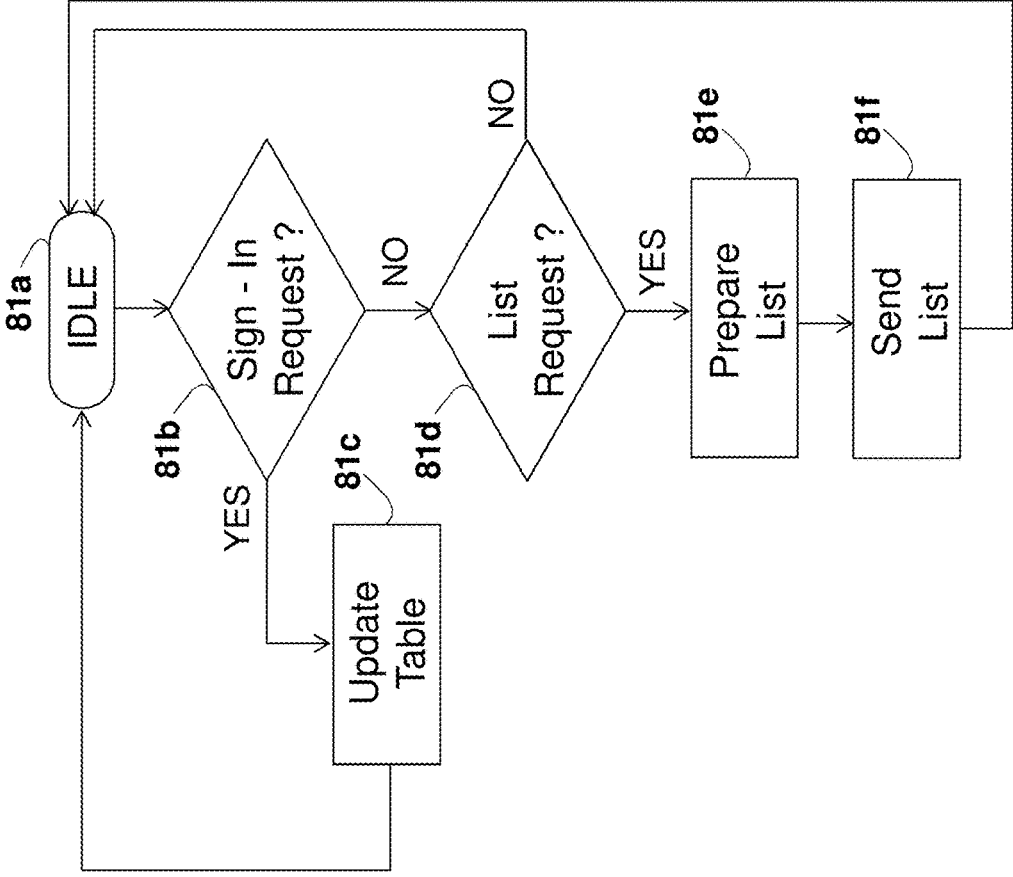 81a
IDLE
81b
Sign - In
Request ?
YES
NO
81c
Update
Table
81d
List
Request ?
NO
YES
81e
Prepare
List
81f
Send
List